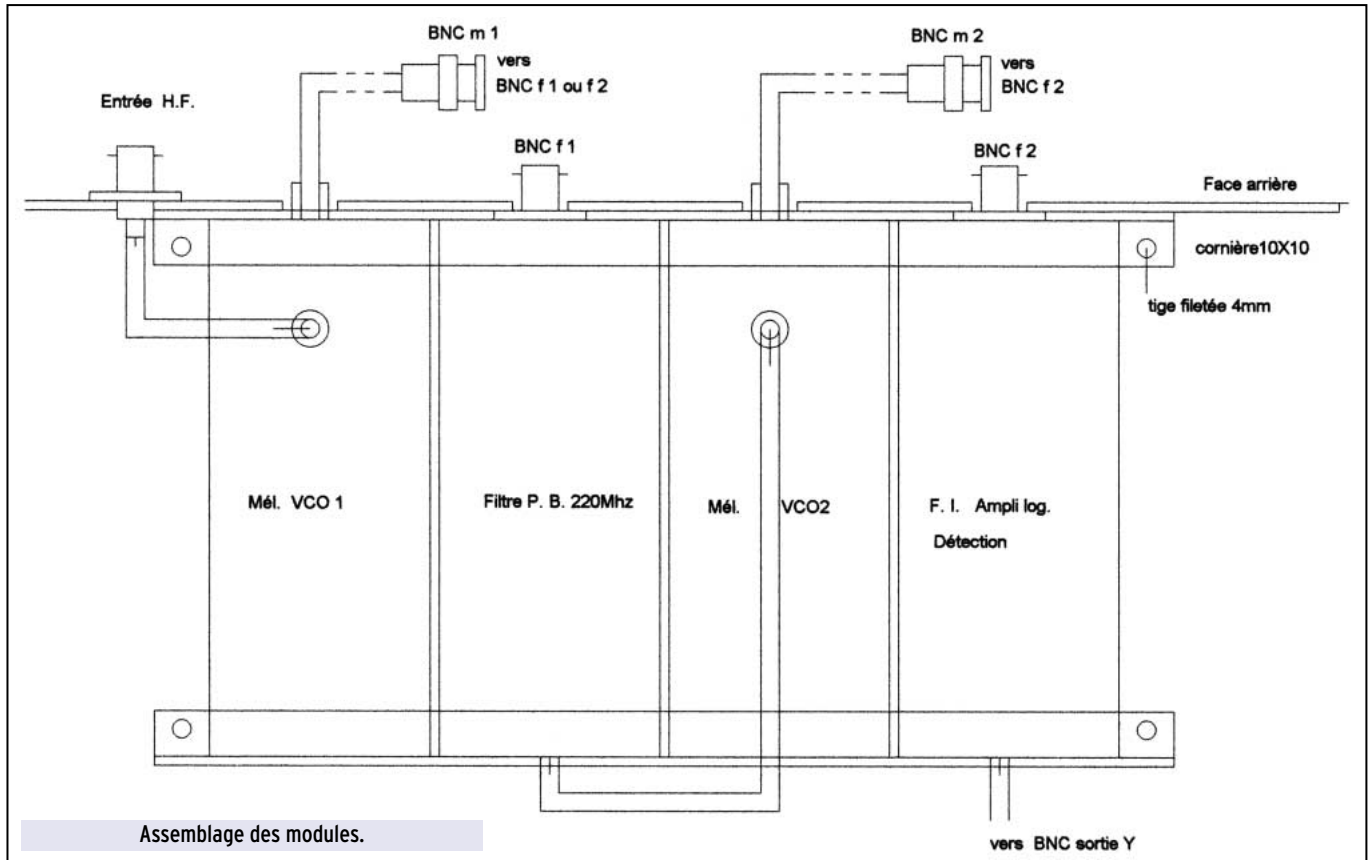 BNC m 1
vers
BNC f 1 ou f 2
BNC m 2
vers
BNC f 2
Entrée H.F.
BNC f 1
BNC f 2
Face arrière
cornière10X10
tige filetée 4mm
Mél. VCO 1
Filtre P. B. 220Mhz
Mél. VCO2
F. I. Ampli log.
Détection
Assemblage des modules.
vers BNC sortie Y